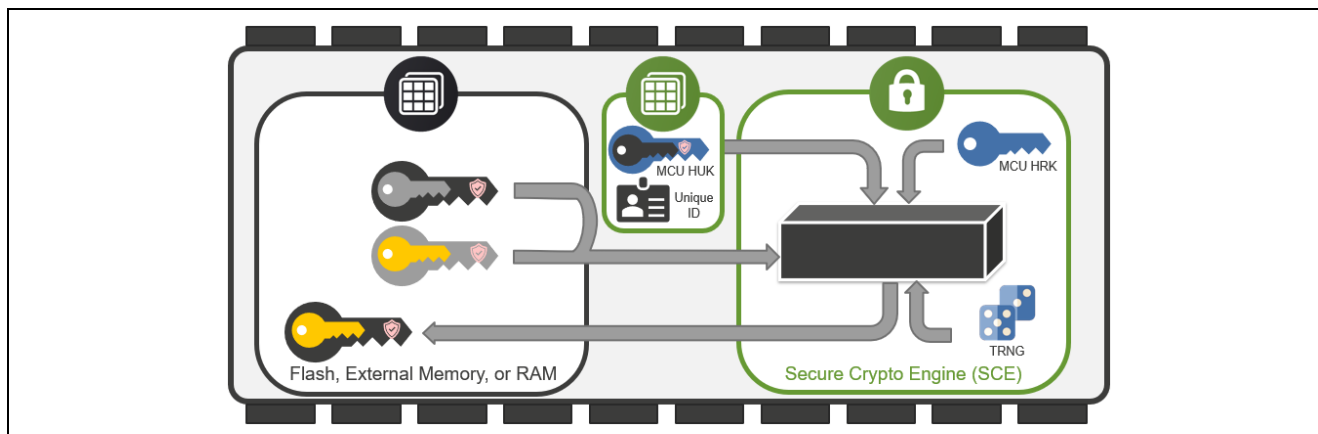 MCU HUK
Unique
ID
MCU HRK
TRNG
Flash, External Memory, or RAM
Secure Crypto Engine (SCE)